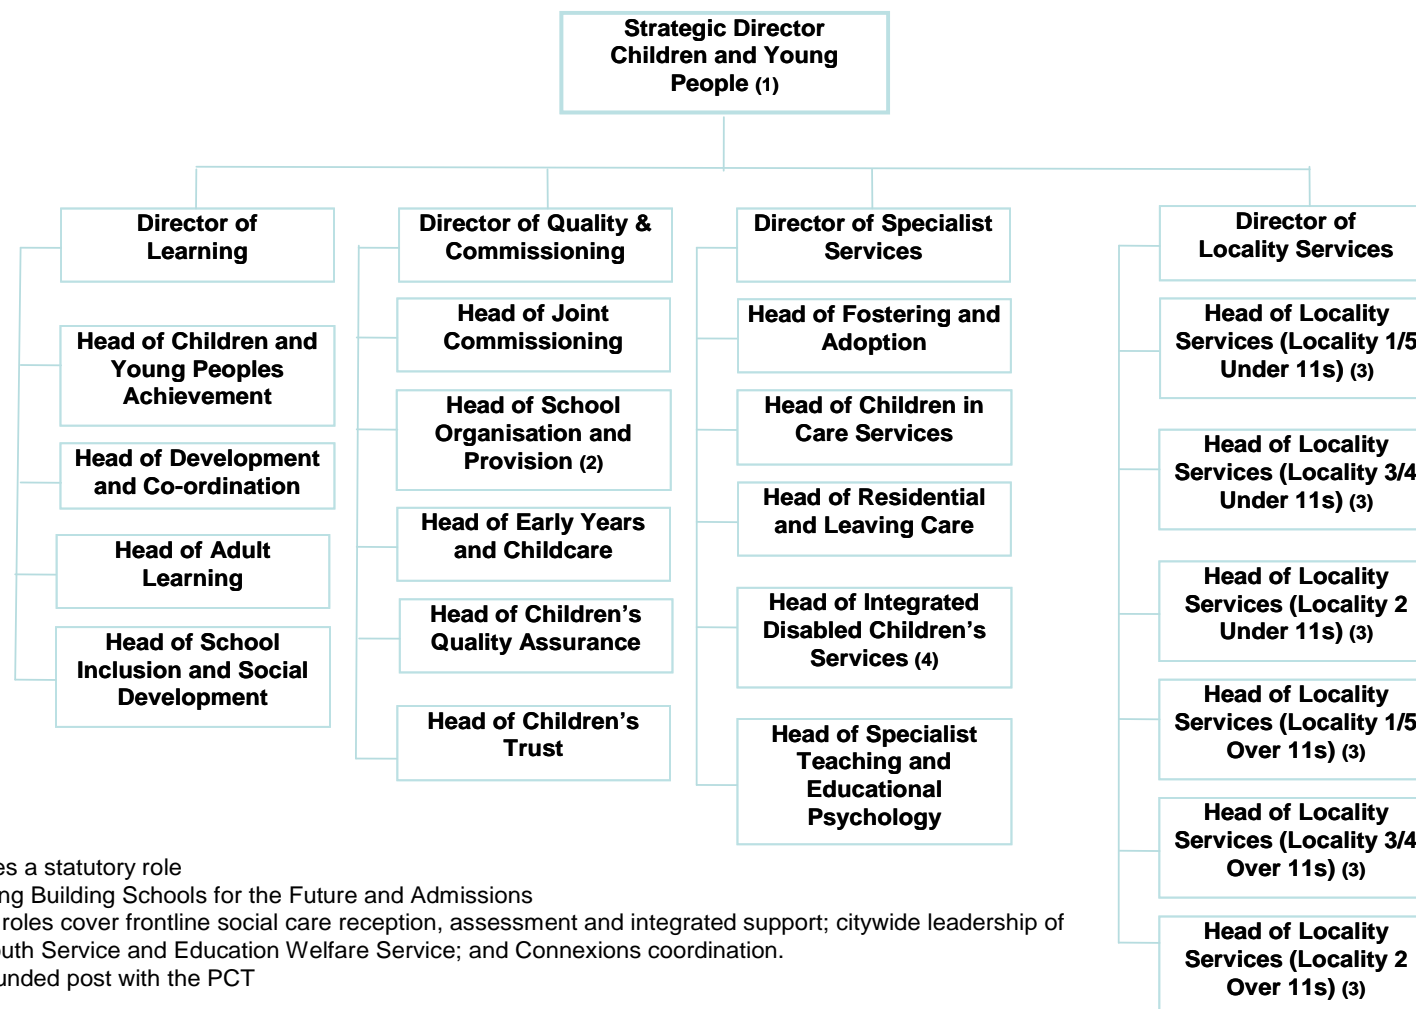 Strategic Director
Children and Young
People (1)
Director of
Learning
Head of Children and
Young Peoples
Achievement
Head of Development
and Co-ordination
Head of Adult
Learning
Head of School
Inclusion and Social
Development
Director of Quality &
Commissioning
Head of Joint
Commissioning
Head of School
Organisation and
Provision (2)
Head of Early Years
and Childcare
Head of Children’s
Quality Assurance
Head of Children’s
Trust
Director of Specialist
Services
Head of Fostering and
Adoption
Head of Children in
Care Services
Head of Residential
and Leaving Care
Head of Integrated
Disabled Children’s
Services (4)
Head of Specialist
Teaching and
Educational
Psychology
Director of
Locality Services
Head of Locality
Services (Locality 1/5
Under 11s) (3)
Head of Locality
Services (Locality 3/4
Under 11s) (3)
Head of Locality
Services (Locality 2
Under 11s) (3)
Head of Locality
Services (Locality 1/5
Over 11s) (3)
Head of Locality
Services (Locality 3/4
Over 11s) (3)
Head of Locality
Services (Locality 2
Over 11s) (3)
a statutory role
Building Schools for the Future and Admissions
roles cover frontline social care reception, assessment and integrated support; citywide leadership of
Service and Education Welfare Service; and Connexions coordination.
post with the PCT